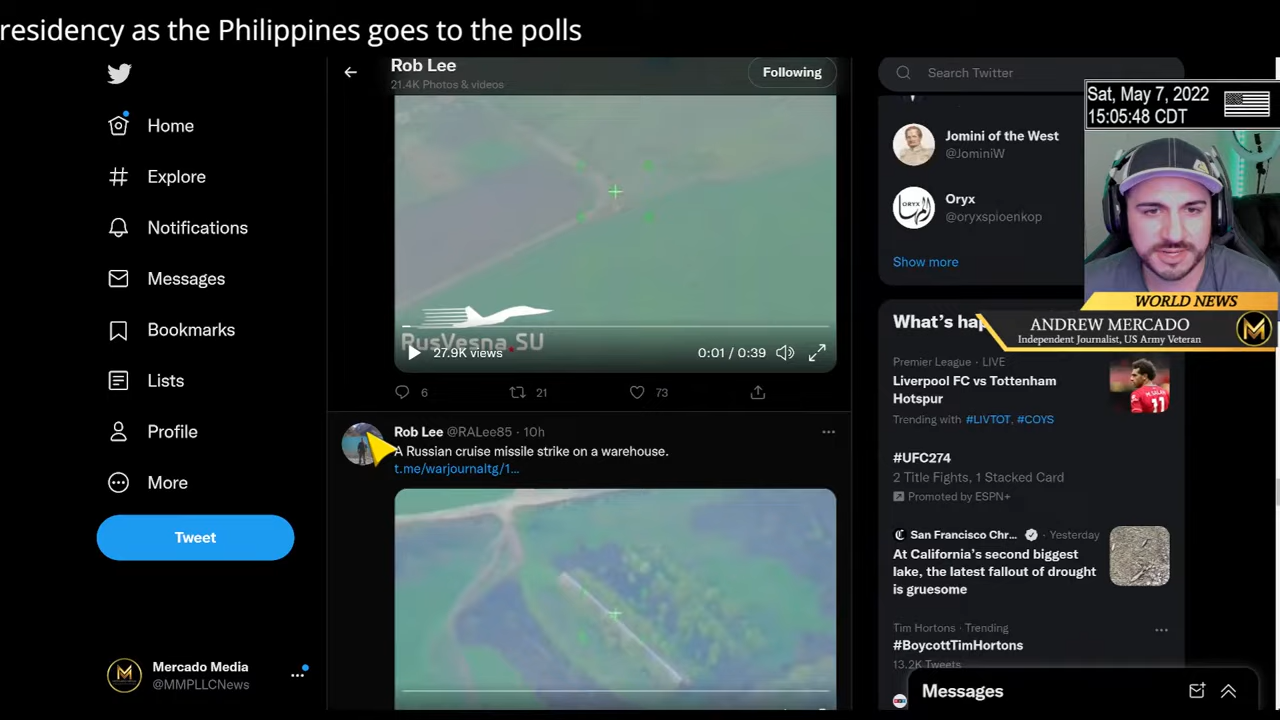 residency as the Philippines goes to the polls
Home
Explore
Notifications
Messages
Bookmarks
Lists
Profile
More
Tweet
Mercado Media
@MMPLLCNews
Rob Lee
21.4K Photos & videos
Following
RusVesna.SU
27.9K views
0:01 / 0:39
6
21
73
Rob Lee @RALee85 · 10h
A Russian cruise missile strike on a warehouse.
t.me/warjournaltg/1...
Search Twitter
Sat, May 7, 2022
15:05:48 CDT
Jomini of the West
@JominiW
ORYX
Oryx
@oryxspioenkop
Show more
WORLD NEWS
ANDREW MERCADO
Independent Journalist, US Army Veteran
What's hap
Premier League · LIVE
Liverpool FC vs Tottenham
Hotspur
Trending with #LIVTOT, #COYS
#UFC274
2 Title Fights, 1 Stacked Card
Promoted by ESPN+
San Francisco Chr... · Yesterday
At California's second biggest
lake, the latest fallout of drought
is gruesome
Tim Hortons · Trending
#BoycottTimHortons
13.2K Tweets
Messages